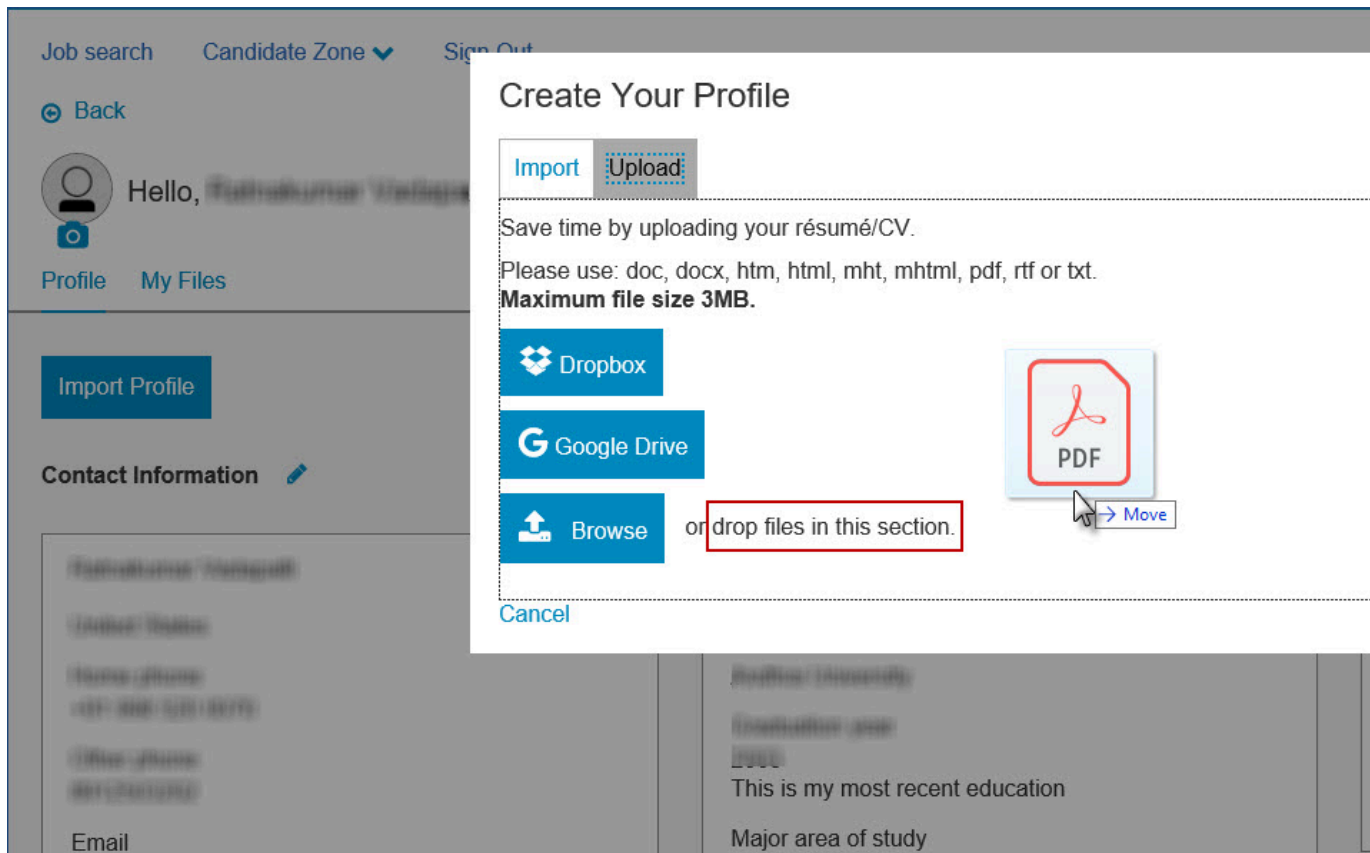 Job search Candidate Zone Sign Out
Back
Hello,
Profile My Files
Import Profile
Contact Information
Email
Create Your Profile
Import Upload
Save time by uploading your résumé/CV.
Please use: doc, docx, htm, html, mht, mhtml, pdf, rtf or txt.
Maximum file size 3MB.
Dropbox
Google Drive
Browse or drop files in this section.
PDF
Move
Cancel
This is my most recent education
Major area of study